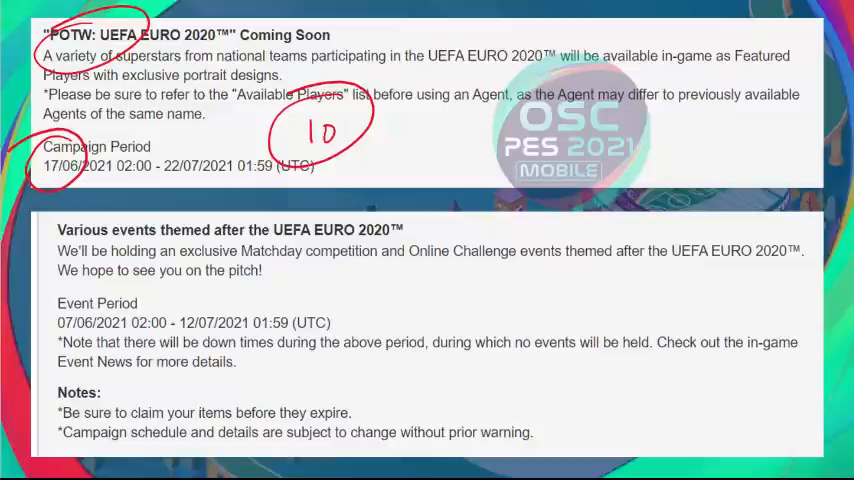 "POTW: UEFA EURO 2020™" Coming Soon
A variety of superstars from national teams participating in the UEFA EURO 2020™ will be available in-game as Featured
Players with exclusive portrait designs.
*Please be sure to refer to the "Available Players" list before using an Agent, as the Agent may differ to previously available
Agents of the same name.
10
Campaign Period
17/06/2021 02:00 - 22/07/2021 01:59 (UTC)
OSC
PES 2021
MOBILE
Various events themed after the UEFA EURO 2020™
We'll be holding an exclusive Matchday competition and Online Challenge events themed after the UEFA EURO 2020™.
We hope to see you on the pitch!
Event Period
07/06/2021 02:00 - 12/07/2021 01:59 (UTC)
*Note that there will be down times during the above period, during which no events will be held. Check out the in-game
Event News for more details.
Notes:
*Be sure to claim your items before they expire.
*Campaign schedule and details are subject to change without prior warning.